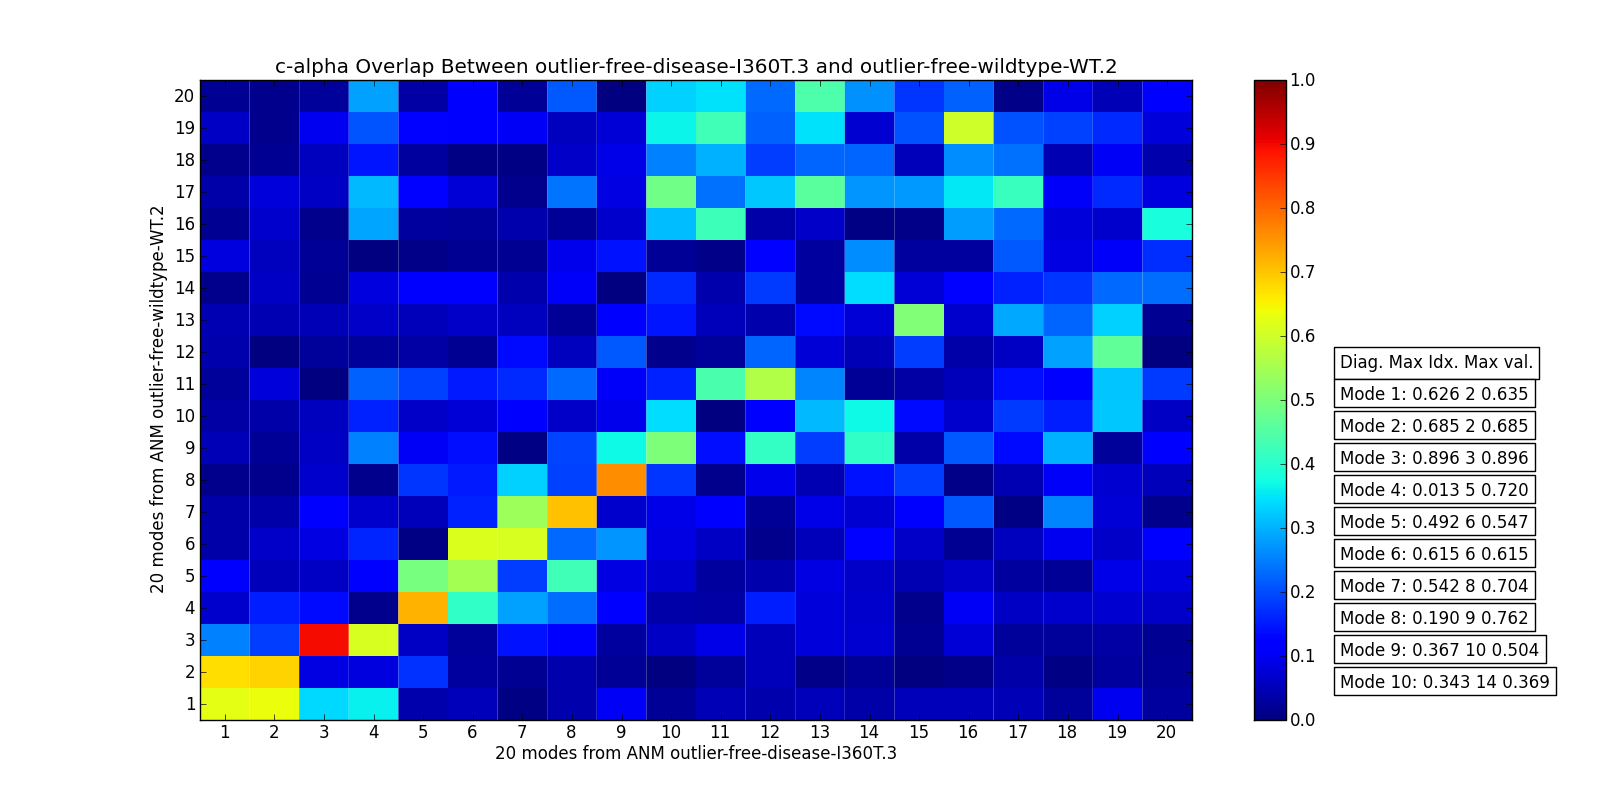 c-alpha Overlap Between outlier-free-disease-I360T.3 and outlier-free-wildtype-WT.2
20 modes from ANM outlier-free-wildtype-WT.2
20
19
18
17
16
15
14
13
12
11
10
9
8
7
6
5
4
3
2
1
1 2 3 4 5 6 7 8 9 10 11 12 13 14 15 16 17 18 19 20
20 modes from ANM outlier-free-disease-I360T.3
1.0
0.9
0.8
0.7
0.6
0.5
0.4
0.3
0.2
0.1
0.0
Diag. Max Idx. Max val.
Mode 1: 0.626 2 0.635
Mode 2: 0.685 2 0.685
Mode 3: 0.896 3 0.896
Mode 4: 0.013 5 0.720
Mode 5: 0.492 6 0.547
Mode 6: 0.615 6 0.615
Mode 7: 0.542 8 0.704
Mode 8: 0.190 9 0.762
Mode 9: 0.367 10 0.504
Mode 10: 0.343 14 0.369